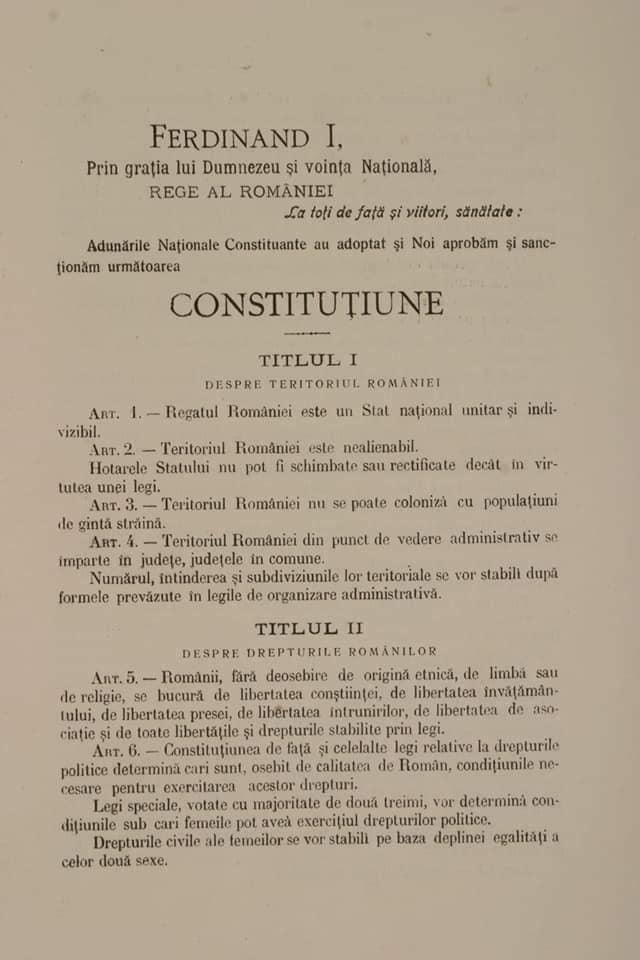 FERDINAND I,
Prin grația lui Dumnezeu și voința Națională,
REGE AL ROMÂNIEI
La toți de față și viitori, sănătate :
Adunările Naționale Constituante au adoptat și Noi aprobăm și sanc-
ționăm următoarea
CONSTITUȚIUNE
TITLUL I
DESPRE TERITORIUL ROMÂNIEI
ART. 1. — Regatul României este un Stat național unitar și indi-
vizibil.
ART. 2. — Teritoriul României este nealienabil.
Hotarele Statului nu pot fi schimbate sau rectificate decât în vir-
tutea unei legi.
ART. 3. — Teritoriul României nu se poate colonizà cu populațiuni
de gintă străină.
ART. 4. — Teritoriul României din punct de vedere administrativ se
împarte în județe, județele în comune.
Numărul, întinderea și subdiviziunile lor teritoriale se vor stabilì după
formele prevăzute în legile de organizare administrativă.
TITLUL II
DESPRE DREPTURILE ROMÂNILOR
ART. 5. — Românii, fără deosebire de origină etnică, de limbă sau
de religie, se bucură de libertatea conștiinței, de libertatea învățămân-
tului, de libertatea presei, de libertatea întrunirilor, de libertatea de aso-
ciație și de toate libertățile și drepturile stabilite prin legi.
ART. 6. — Constituțiunea de față și celelalte legi relative la drepturile
politice determină cari sunt, osebit de calitatea de Român, condițiunile ne-
cesare pentru exercitarea acestor drepturi.
Legi speciale, votate cu majoritate de două treimi, vor determinà con-
dițiunile sub cari femeile pot aveà exercițiul drepturilor politice.
Drepturile civile ale femeilor se vor stabilì pe baza deplinei egalități a
celor două sexe.